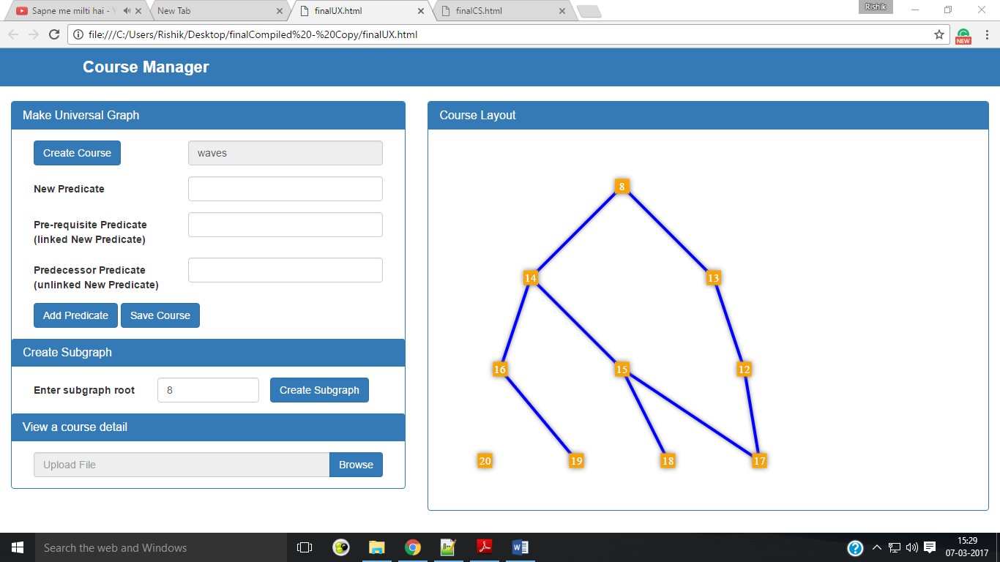 Sapne me milti hai - Y
New Tab
finalUX.html
finalCS.html
Rishik
file:///C:/Users/Rishik/Desktop/finalCompiled%20-%20Copy/finalUX.html
NEW
Course Manager
Make Universal Graph
Create Course
waves
New Predicate
Pre-requisite Predicate
(linked New Predicate)
Predecessor Predicate
(unlinked New Predicate)
Add Predicate
Save Course
Create Subgraph
Enter subgraph root
8
Create Subgraph
View a course detail
Upload File
Browse
Course Layout
8
14
13
16
15
12
20
19
18
17
Search the web and Windows
15:29
07-03-2017